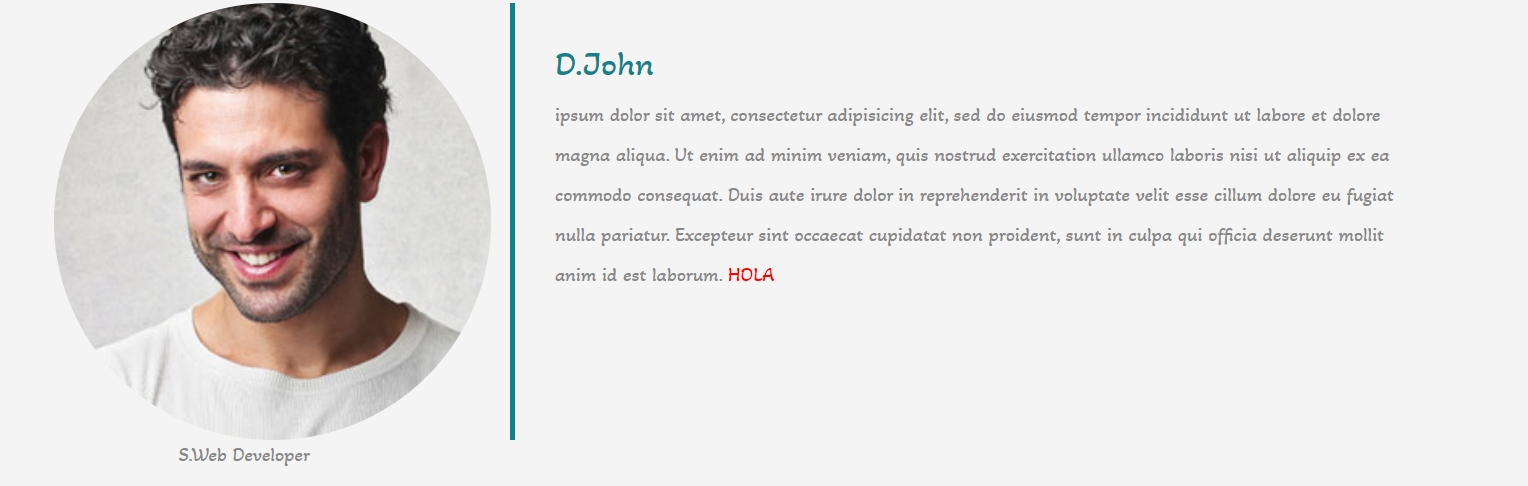 D.John
ipsum dolor sit amet, consectetur adipisicing elit, sed do eiusmod tempor incididunt ut labore et dolore
magna aliqua. Ut enim ad minim veniam, quis nostrud exercitation ullamco laboris nisi ut aliquip ex ea
commodo consequat. Duis aute irure dolor in reprehenderit in voluptate velit esse cillum dolore eu fugiat
nulla pariatur. Excepteur sint occaecat cupidatat non proident, sunt in culpa qui officia deserunt mollit
anim id est laborum. HOLA
S.Web Developer